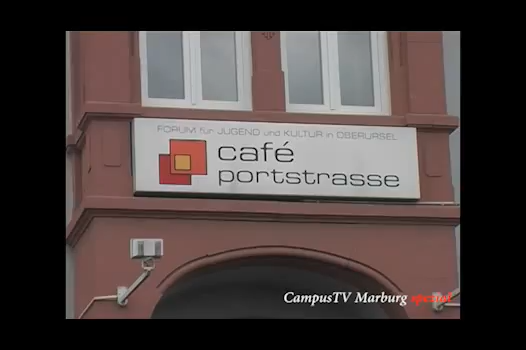 FORUM für JUGEND und KULTUR in OBERURSEL
café
portstrasse
CampusTV Marburg spezial